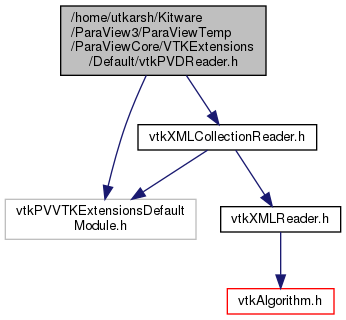 /home/utkarsh/Kitware
/ParaView3/ParaViewTemp
/ParaViewCore/VTKExtensions
/Default/vtkPVDReader.h
vtkXMLCollectionReader.h
vtkPVVTKExtensionsDefault
Module.h
vtkXMLReader.h
vtkAlgorithm.h